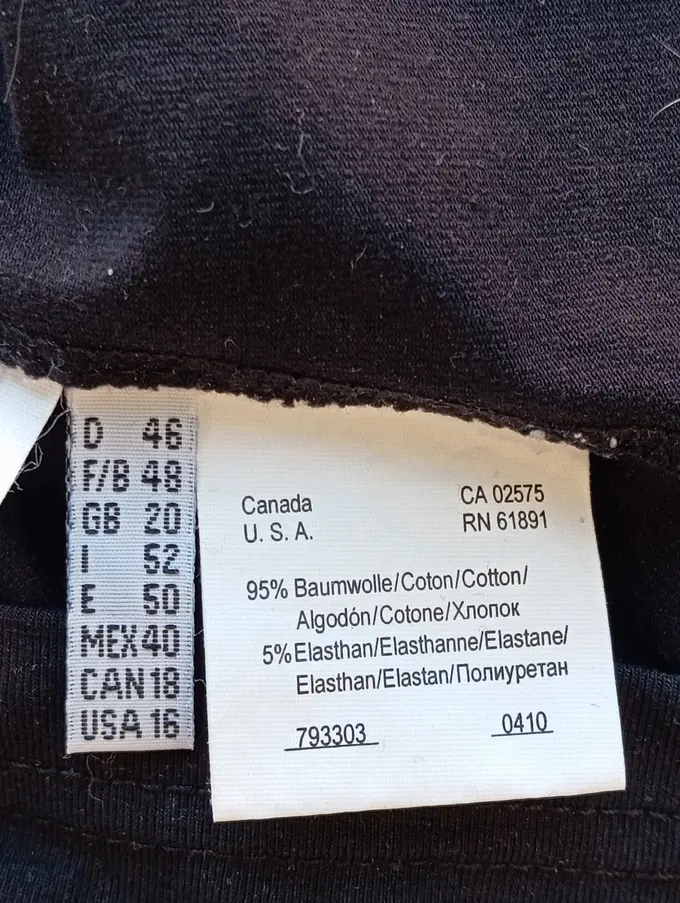 D 46
F/B 48
GB 20
I 52
E 50
MEX 40
CAN 18
USA 16
Canada CA 02575
U. S. A. RN 61891
95% Baumwolle/Coton/Cotton/
Algodón/Cotone/Хлопок
5% Elasthan/Elasthanne/Elastane/
Elasthan/Elastan/Полиуретан
793303 0410